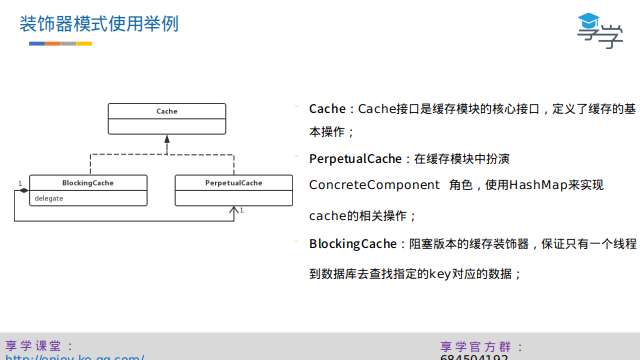 装饰器模式使用举例
享学
Cache
BlockingCache
delegate
PerpetualCache
1
1
Cache：Cache接口是缓存模块的核心接口，定义了缓存的基
本操作；
PerpetualCache：在缓存模块中扮演
ConcreteComponent 角色，使用HashMap来实现
cache的相关操作；
BlockingCache：阻塞版本的缓存装饰器，保证只有一个线程
到数据库去查找指定的key对应的数据；
享学课堂：
http://enjoy.ke.qq.com/
享学官方群：
684504192